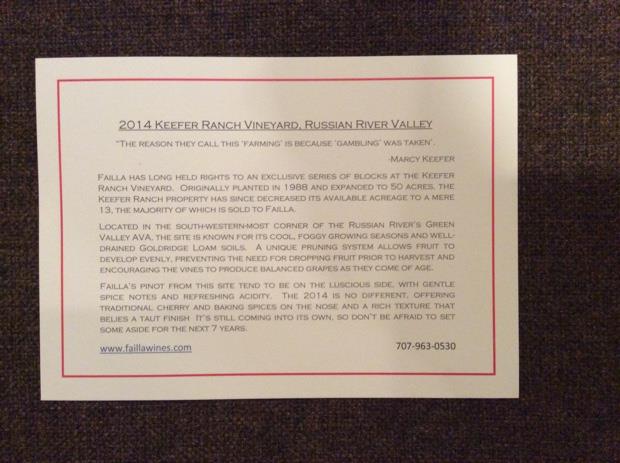 2014 Keefer Ranch Vineyard, Russian River Valley
"The reason they call this 'farming' is because 'gambling' was taken'.
-Marcy Keefer
Failla has long held rights to an exclusive series of blocks at the Keefer
Ranch Vineyard. Originally planted in 1988 and expanded to 50 acres, the
Keefer Ranch property has since decreased its available acreage to a mere
13, the majority of which is sold to Failla.
Located in the south-western-most corner of the Russian River's Green
Valley AVA, the site is known for its cool, foggy growing seasons and well-
drained Goldridge Loam soils. A unique pruning system allows fruit to
develop evenly, preventing the need for dropping fruit prior to harvest and
encouraging the vines to produce balanced grapes as they come of age.
Failla's pinot from this site tend to be on the luscious side, with gentle
spice notes and refreshing acidity. The 2014 is no different, offering
traditional cherry and baking spices on the nose and a rich texture that
belies a taut finish It's still coming into its own, so don't be afraid to set
some aside for the next 7 years.
www.faillawines.com 707-963-0530